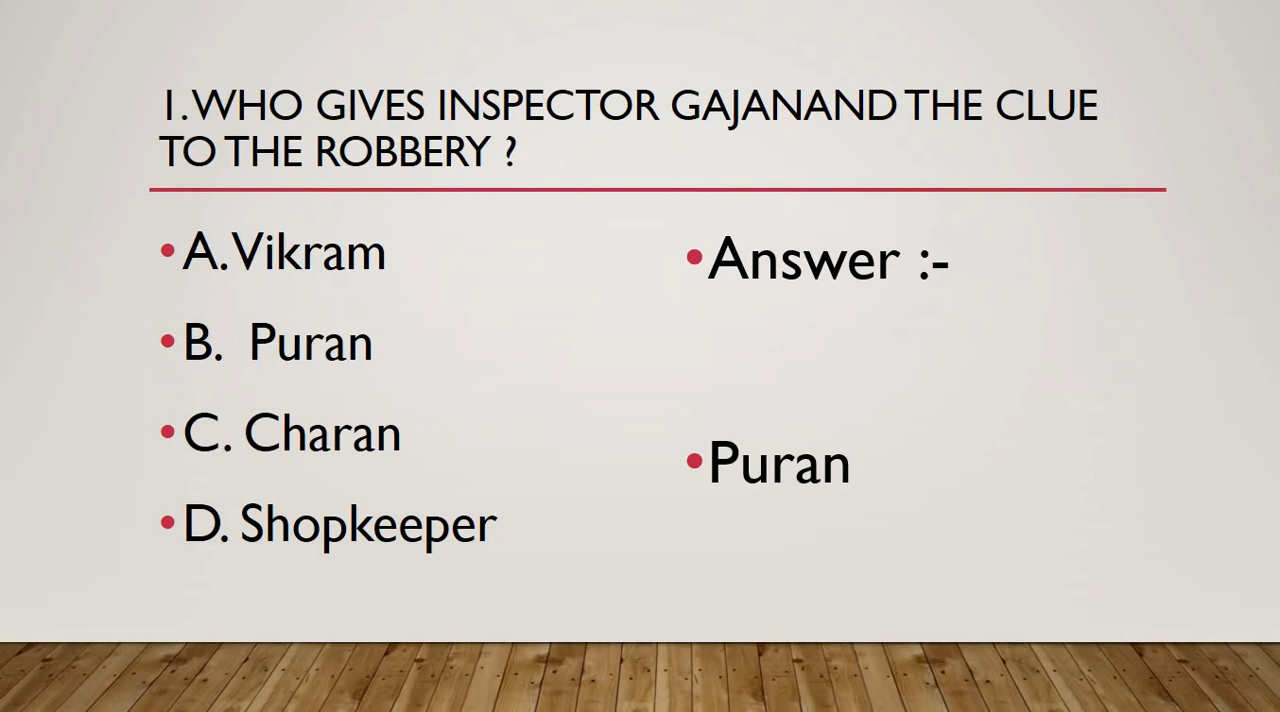 1. WHO GIVES INSPECTOR GAJANAND THE CLUE
TO THE ROBBERY ?
•A. Vikram
•B. Puran
•C. Charan
•D. Shopkeeper
•Answer :-
•Puran